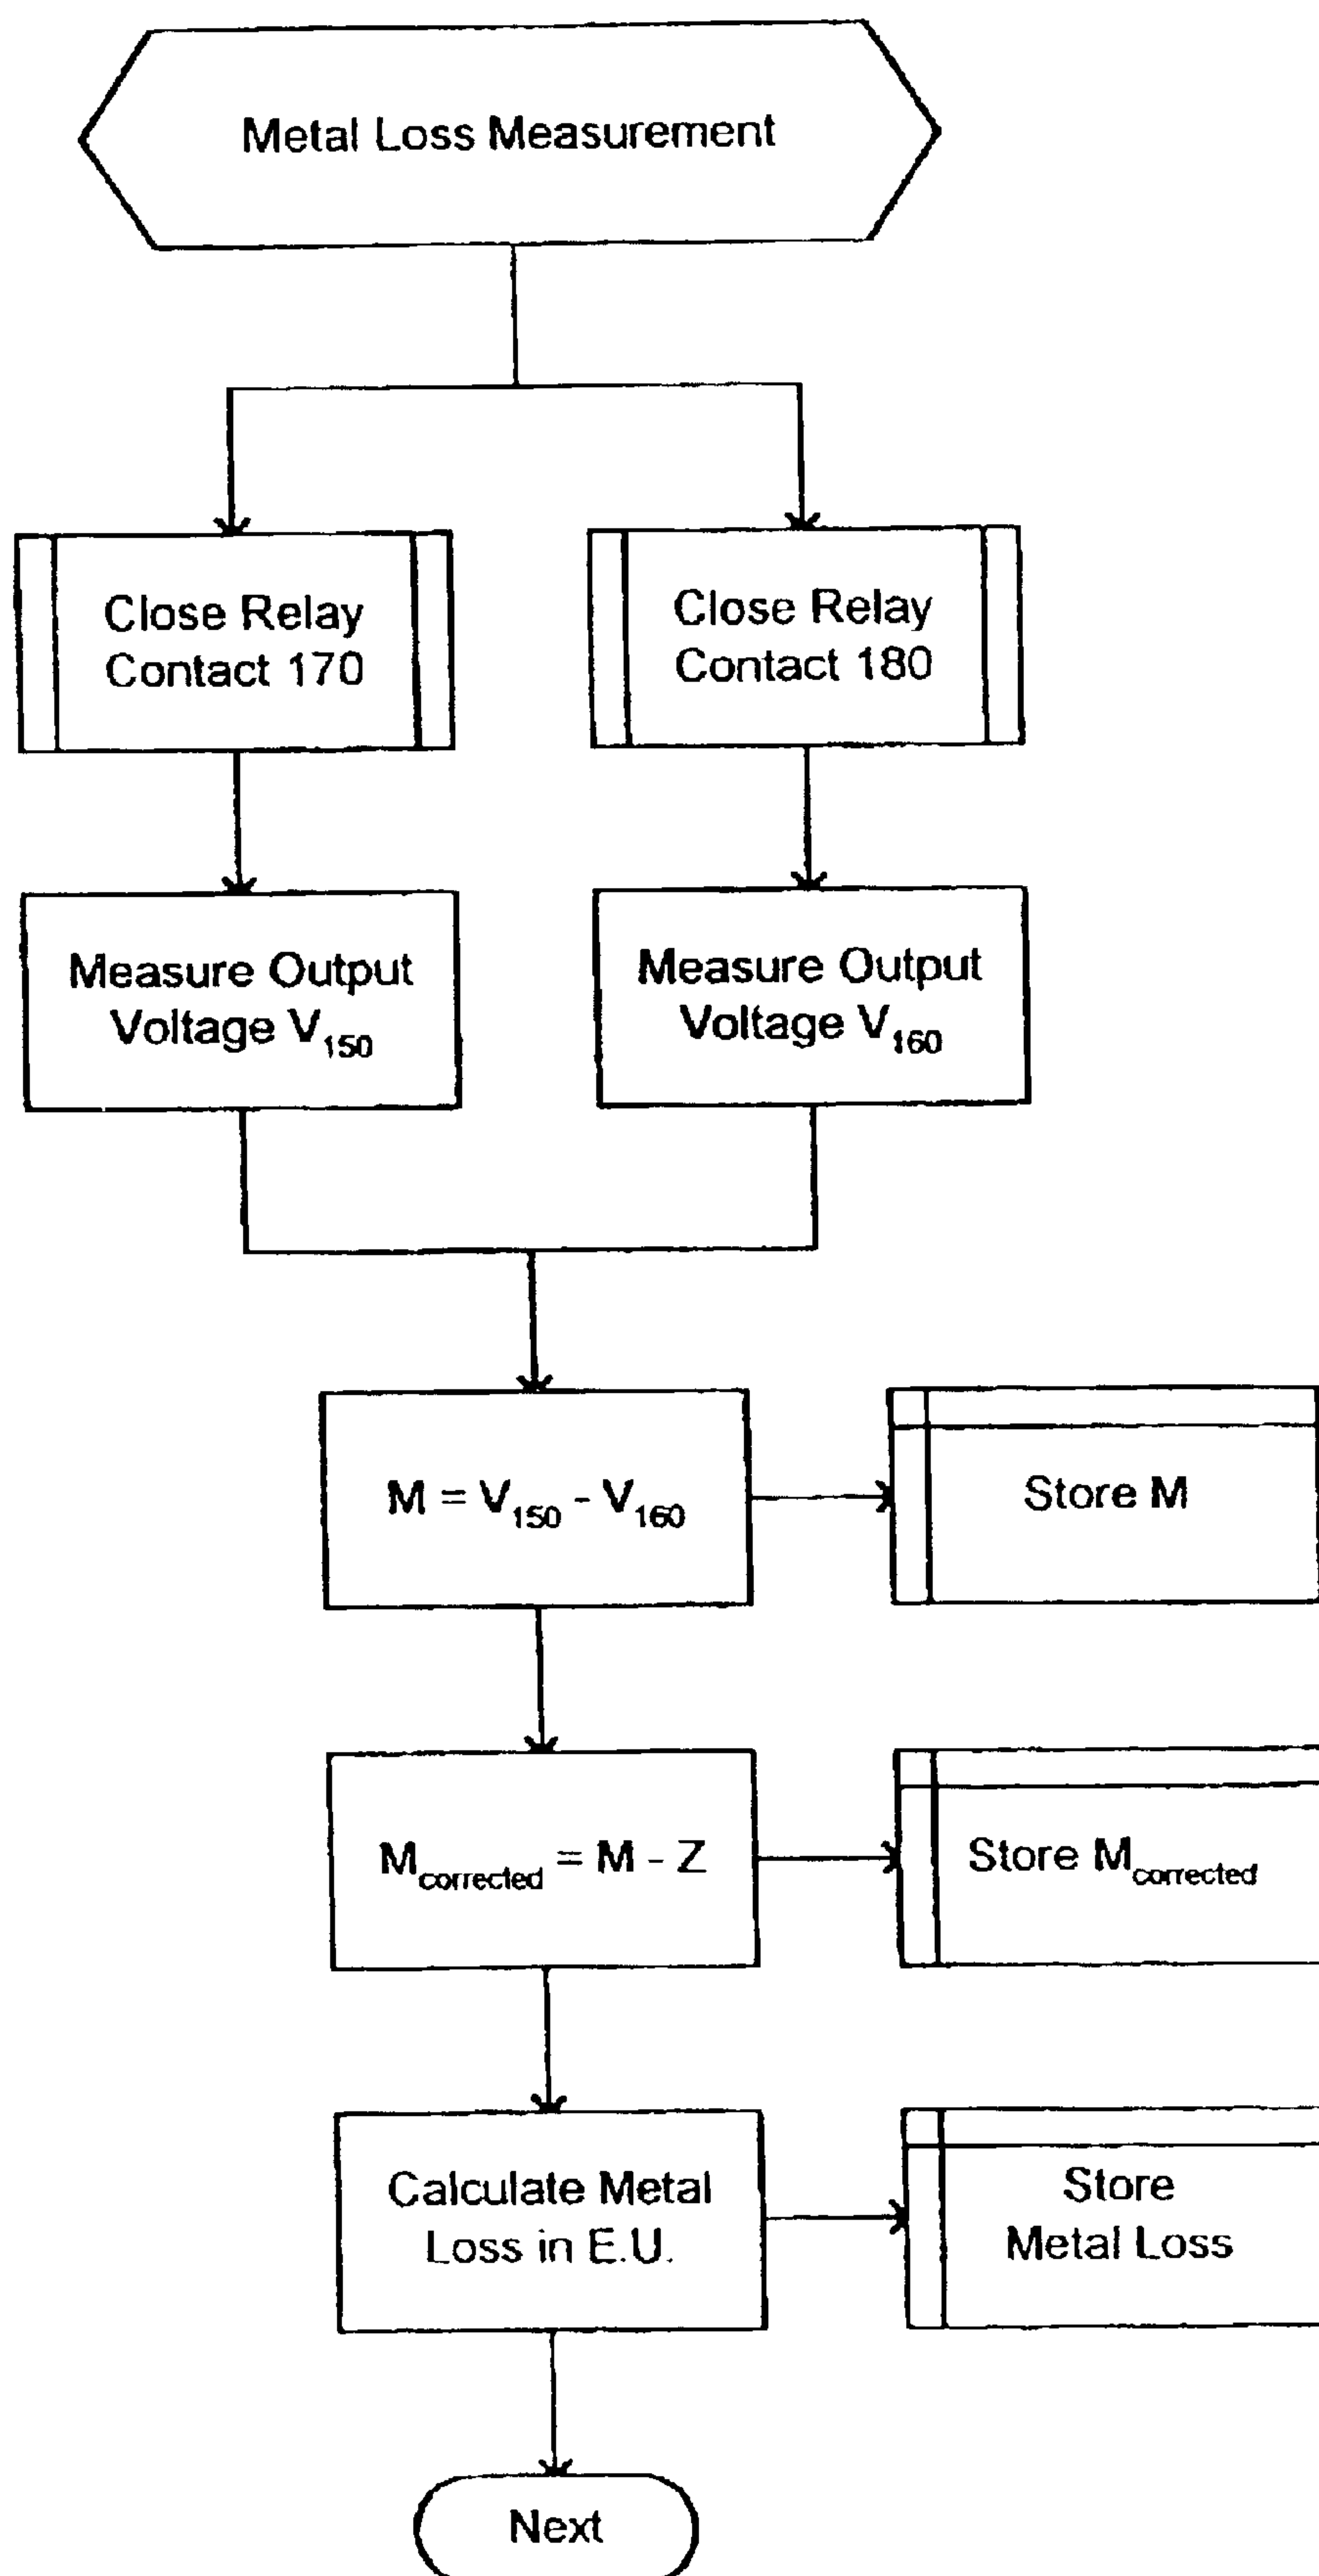 Metal Loss Measurement
Close Relay
Contact 170
Close Relay
Contact 180
Measure Output
Voltage V150
Measure Output
Voltage V160
M = V150 - V160
Store M
Mcorrected = M - Z
Store Mcorrected
Calculate Metal
Loss in E.U.
Store
Metal Loss
Next